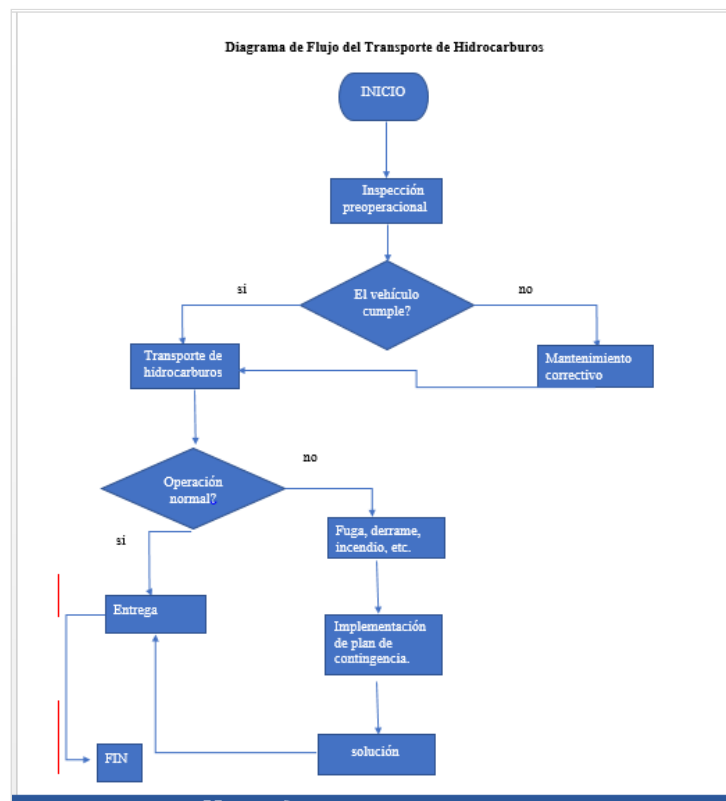 Diagrama de Flujo del Transporte de Hidrocarburos
INICIO
Inspección
preoperacional
El vehículo
cumple?
si
no
Transporte de
hidrocarburos
Mantenimiento
correctivo
Operación
normal?
no
si
Fuga, derrame,
incendio, etc.
Entrega
Implementación
de plan de
contingencia.
solución
FIN